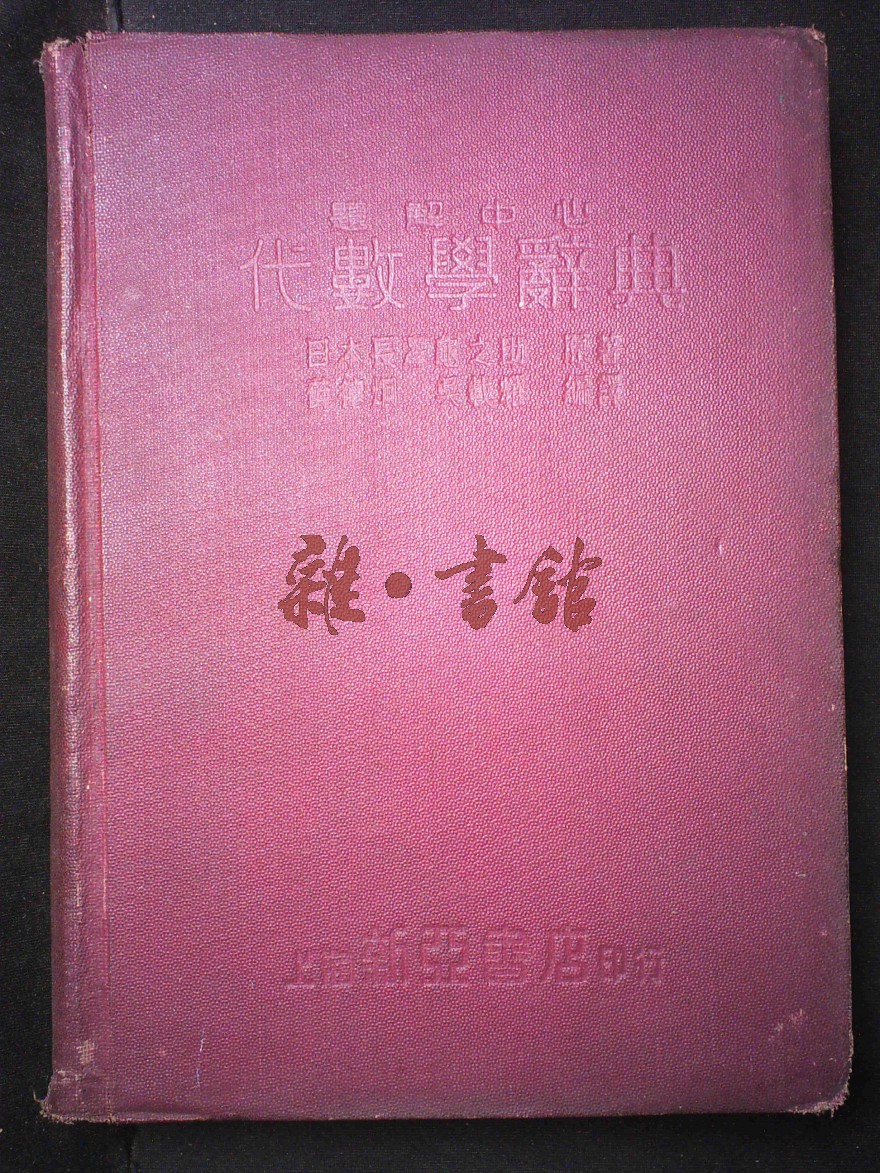 題解中心
代數學辭典
日本長澤龜之助 原著
薛德炯 吳載耀 編譯
雜·書館
上海新亞書店印行